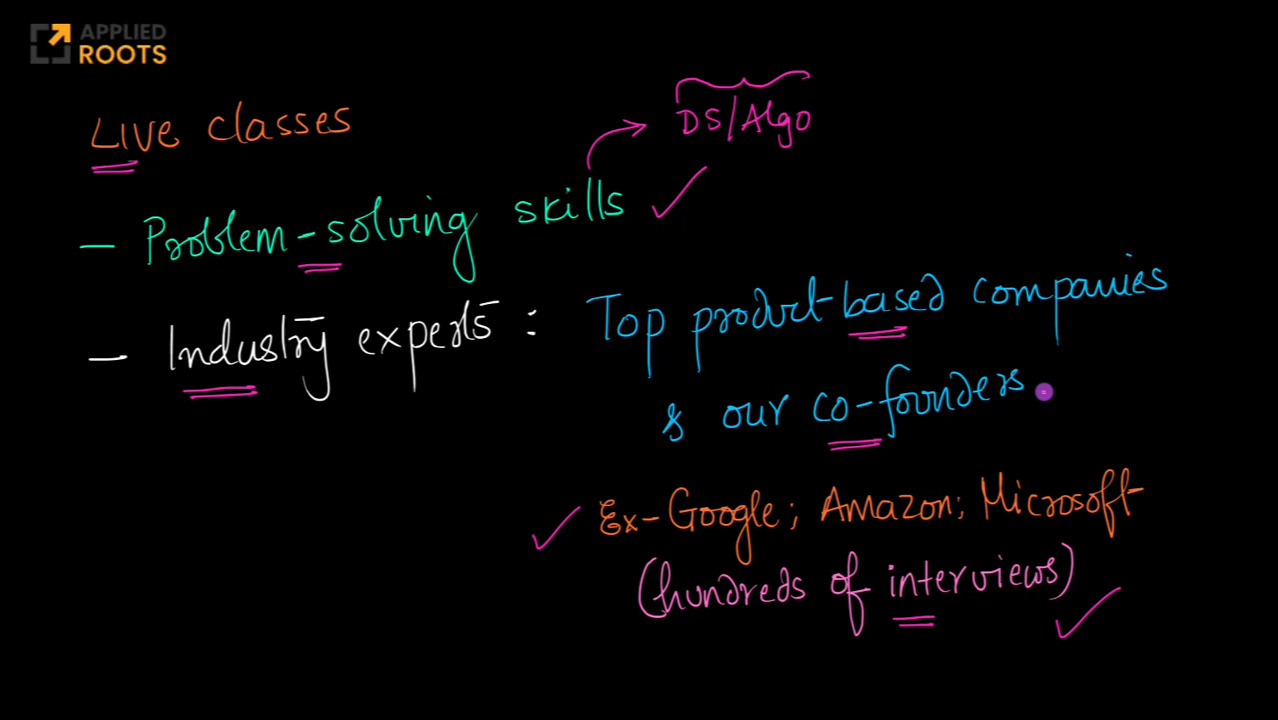 APPLIED
ROOTS
Live classes
DS/Algo
- Problem-solving skills ✓
- Industry experts : Top product-based companies
& our co-founders
✓ Ex-Google; Amazon; Microsoft
(hundreds of interviews) ✓